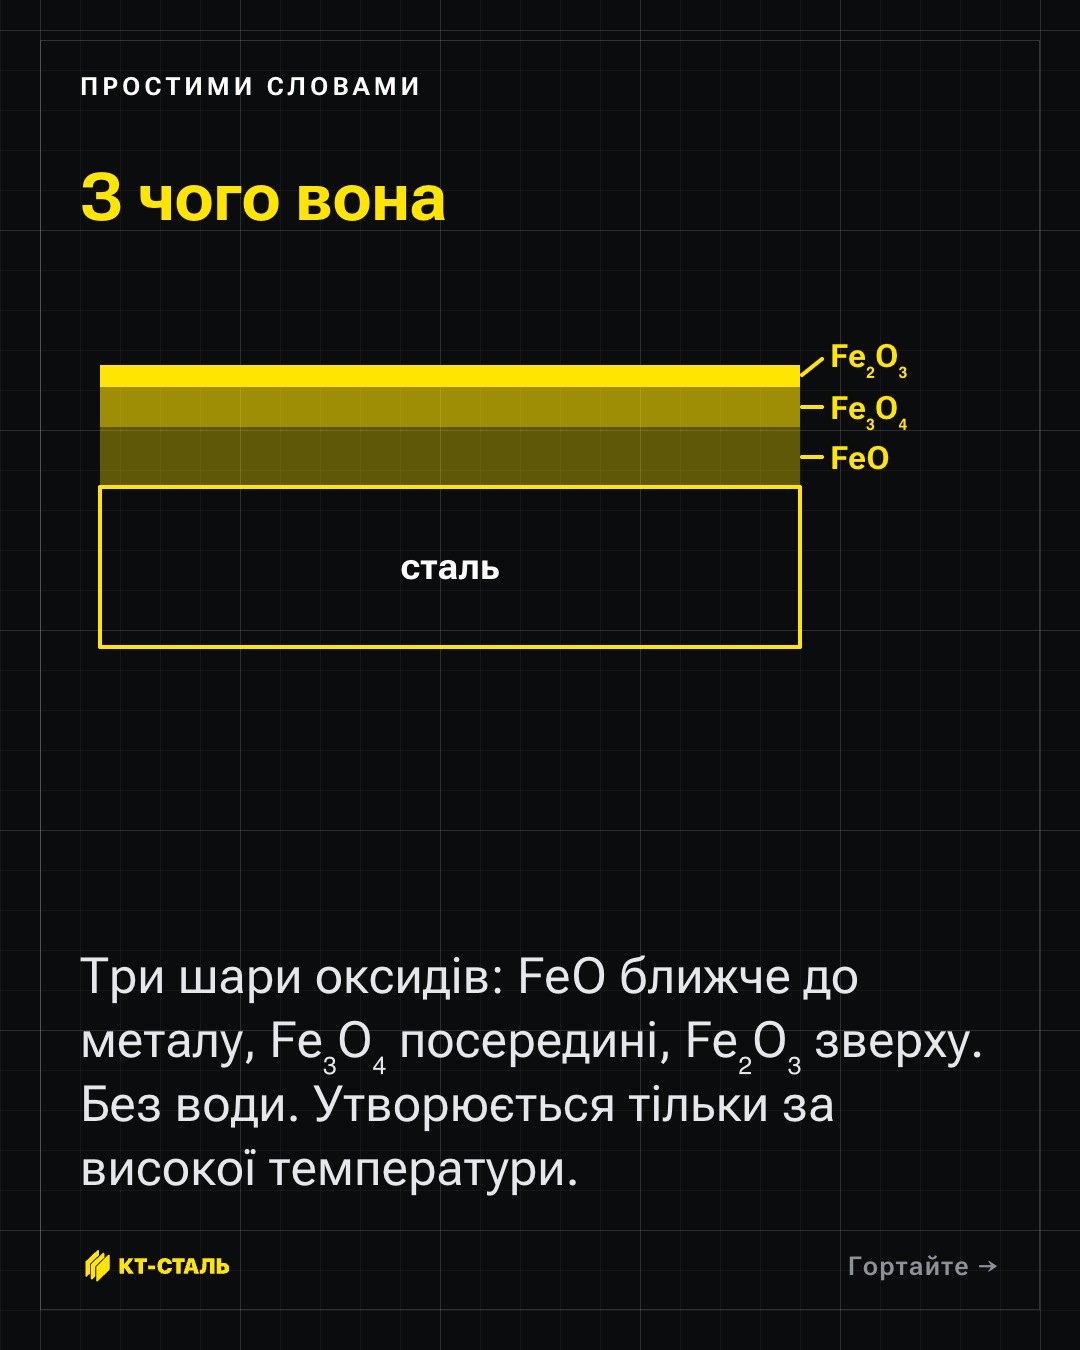 ПРОСТИМИ СЛОВАМИ
З чого вона
Fe₂O₃
Fe₃O₄
FeO
сталь
Три шари оксидів: FeO ближче до
металу, Fe₃O₄ посередині, Fe₂O₃ зверху.
Без води. Утворюється тільки за
високої температури.
КТ-СТАЛЬ
Гортайте →